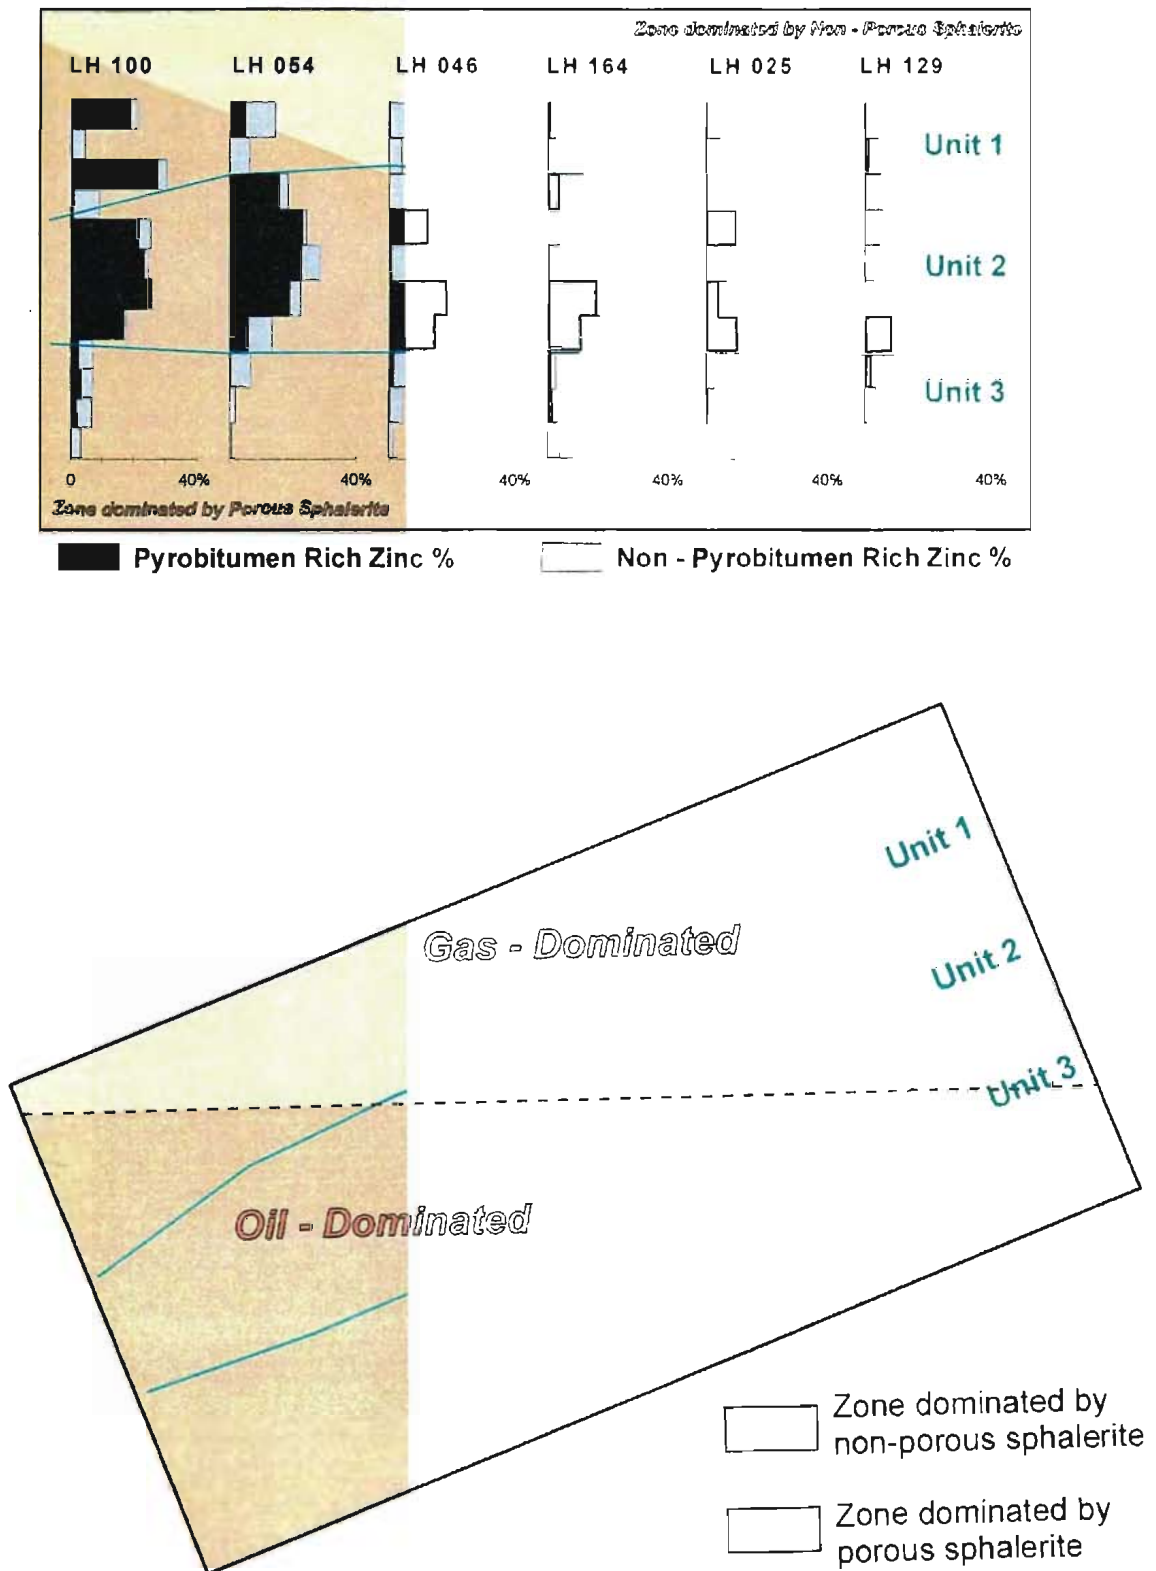 Zone dominated by Non - Porous Sphalerite
LH 100 LH 054 LH 046 LH 164 LH 025 LH 129
Unit 1
Unit 2
Unit 3
0 40% 40% 40% 40% 40% 40%
Zone dominated by Porous Sphalerite
Pyrobitumen Rich Zinc % Non - Pyrobitumen Rich Zinc %
Unit 1
Gas - Dominated
Unit 2
Unit 3
Oil - Dominated
Zone dominated by
non-porous sphalerite
Zone dominated by
porous sphalerite